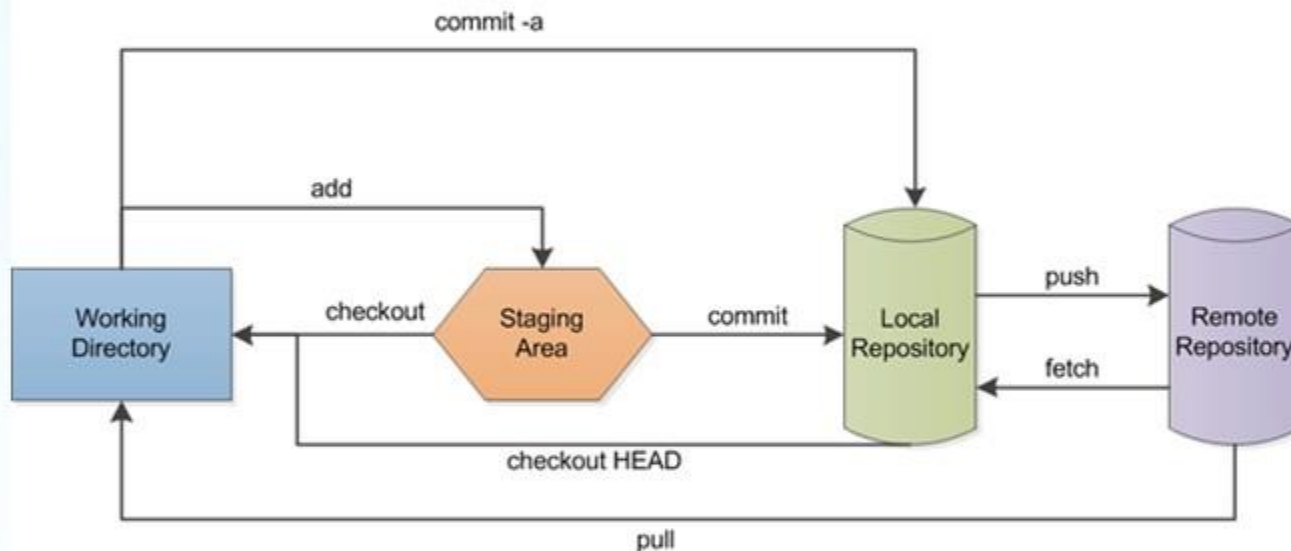 commit -a
add
Working
Directory
checkout
Staging
Area
commit
Local
Repository
push
fetch
Remote
Repository
checkout HEAD
pull